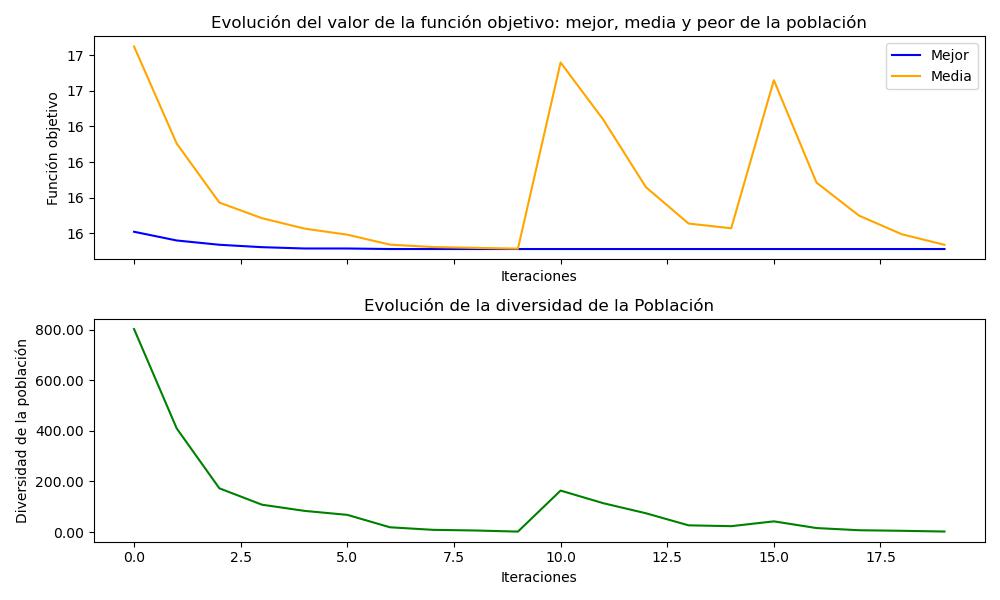 Evolución del valor de la función objetivo: mejor, media y peor de la población
Función objetivo
17
17
16
16
16
16
Mejor
Media
Iteraciones
Evolución de la diversidad de la Población
Diversidad de la población
800.00
600.00
400.00
200.00
0.00
0.0 2.5 5.0 7.5 10.0 12.5 15.0 17.5
Iteraciones